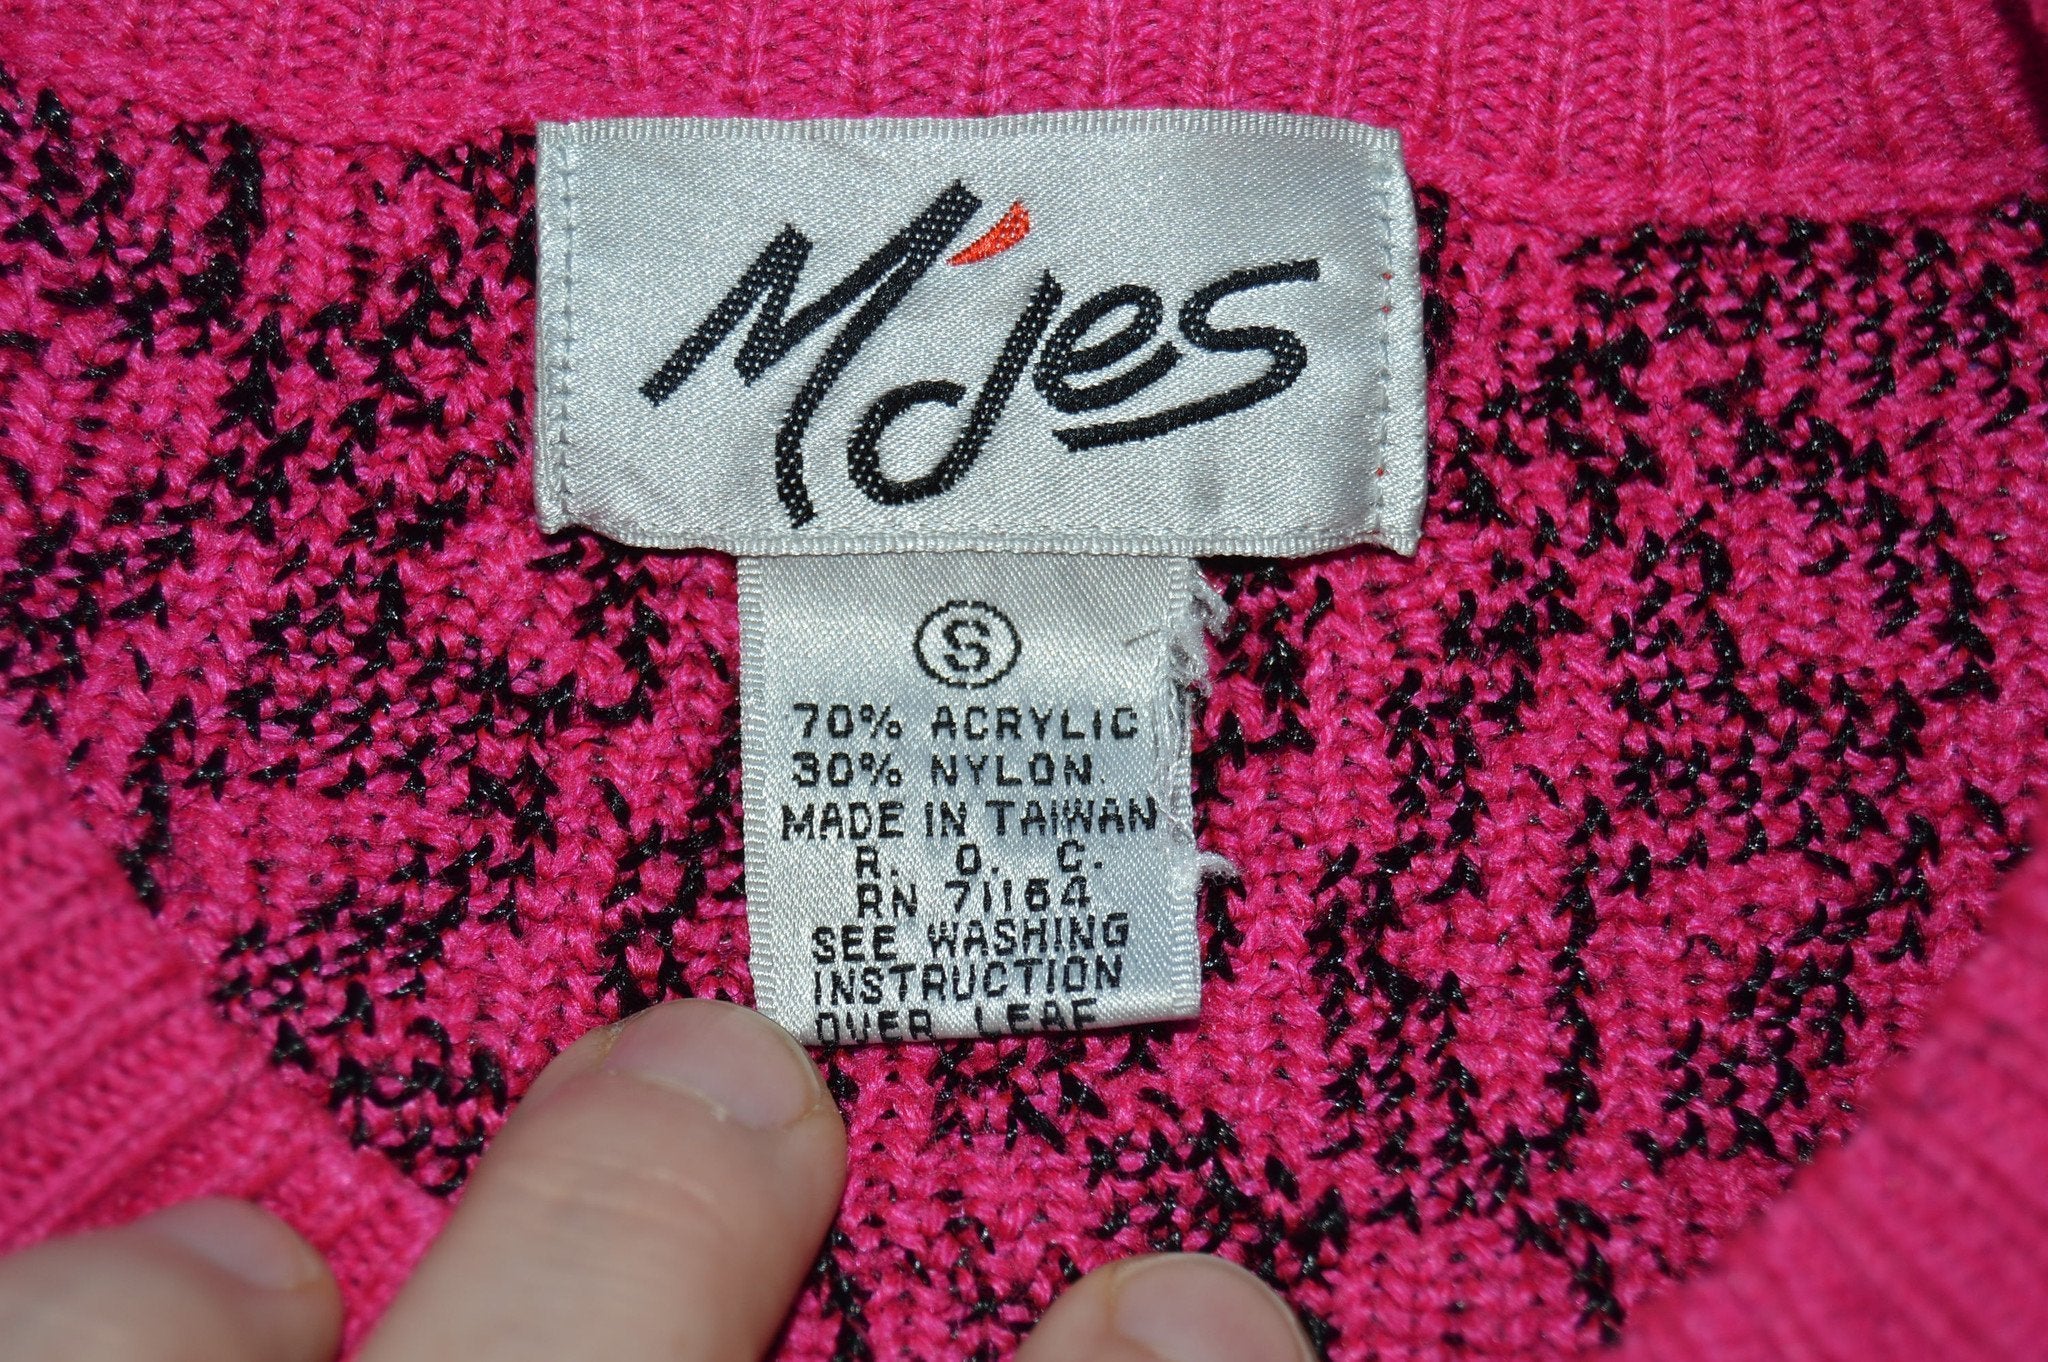 M'jes
S
70% ACRYLIC
30% NYLON.
MADE IN TAIWAN
R. O. C.
RN 71164
SEE WASHING
INSTRUCTION
OVER LEAF